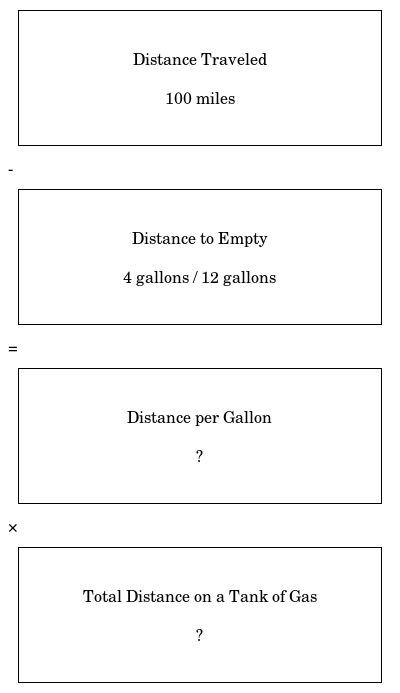 Distance Traveled
100 miles
-
Distance to Empty
4 gallons / 12 gallons
=
Distance per Gallon
?
×
Total Distance on a Tank of Gas
?